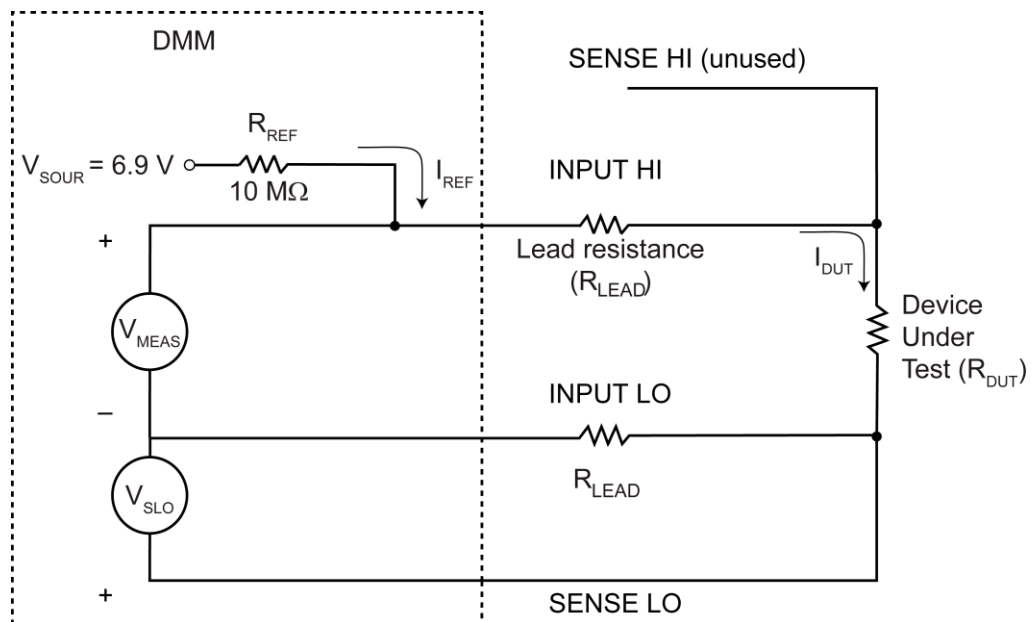 DMM
SENSE HI (unused)
R_REF
V_SOUR = 6.9 V
10 MΩ
I_REF
INPUT HI
+
Lead resistance
(R_LEAD)
I_DUT
V_MEAS
Device
Under
Test (R_DUT)
INPUT LO
–
R_LEAD
V_SLO
+
SENSE LO